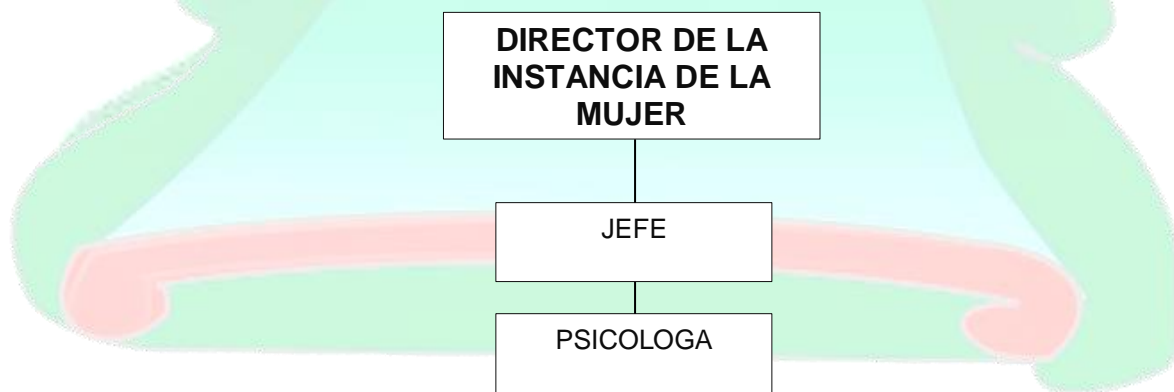 DIRECTOR DE LA
INSTANCIA DE LA
MUJER
JEFE
PSICOLOGA